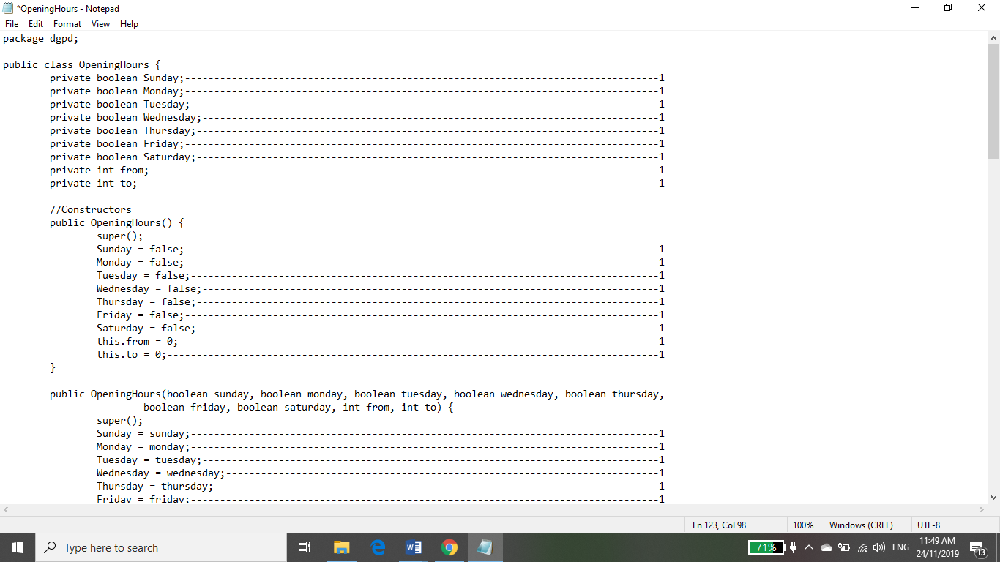 *OpeningHours - Notepad
File Edit Format View Help
package dgpd;
public class OpeningHours {
private boolean Sunday;---------------------------------------------------------------------------------1
private boolean Monday;---------------------------------------------------------------------------------1
private boolean Tuesday;--------------------------------------------------------------------------------1
private boolean Wednesday;------------------------------------------------------------------------------1
private boolean Thursday;-------------------------------------------------------------------------------1
private boolean Friday;---------------------------------------------------------------------------------1
private boolean Saturday;-------------------------------------------------------------------------------1
private int from;---------------------------------------------------------------------------------------1
private int to;-----------------------------------------------------------------------------------------1
//Constructors
public OpeningHours() {
super();
Sunday = false;---------------------------------------------------------------------------------1
Monday = false;---------------------------------------------------------------------------------1
Tuesday = false;--------------------------------------------------------------------------------1
Wednesday = false;------------------------------------------------------------------------------1
Thursday = false;-------------------------------------------------------------------------------1
Friday = false;---------------------------------------------------------------------------------1
Saturday = false;-------------------------------------------------------------------------------1
this.from = 0;----------------------------------------------------------------------------------1
this.to = 0;------------------------------------------------------------------------------------1
}
public OpeningHours(boolean sunday, boolean monday, boolean tuesday, boolean wednesday, boolean thursday,
boolean friday, boolean saturday, int from, int to) {
super();
Sunday = sunday;--------------------------------------------------------------------------------1
Monday = monday;--------------------------------------------------------------------------------1
Tuesday = tuesday;------------------------------------------------------------------------------1
Wednesday = wednesday;--------------------------------------------------------------------------1
Thursday = thursday;----------------------------------------------------------------------------1
Friday = friday;--------------------------------------------------------------------------------1
Ln 123, Col 98 100% Windows (CRLF) UTF-8
Type here to search 71% ENG 11:49 AM 13
24/11/2019